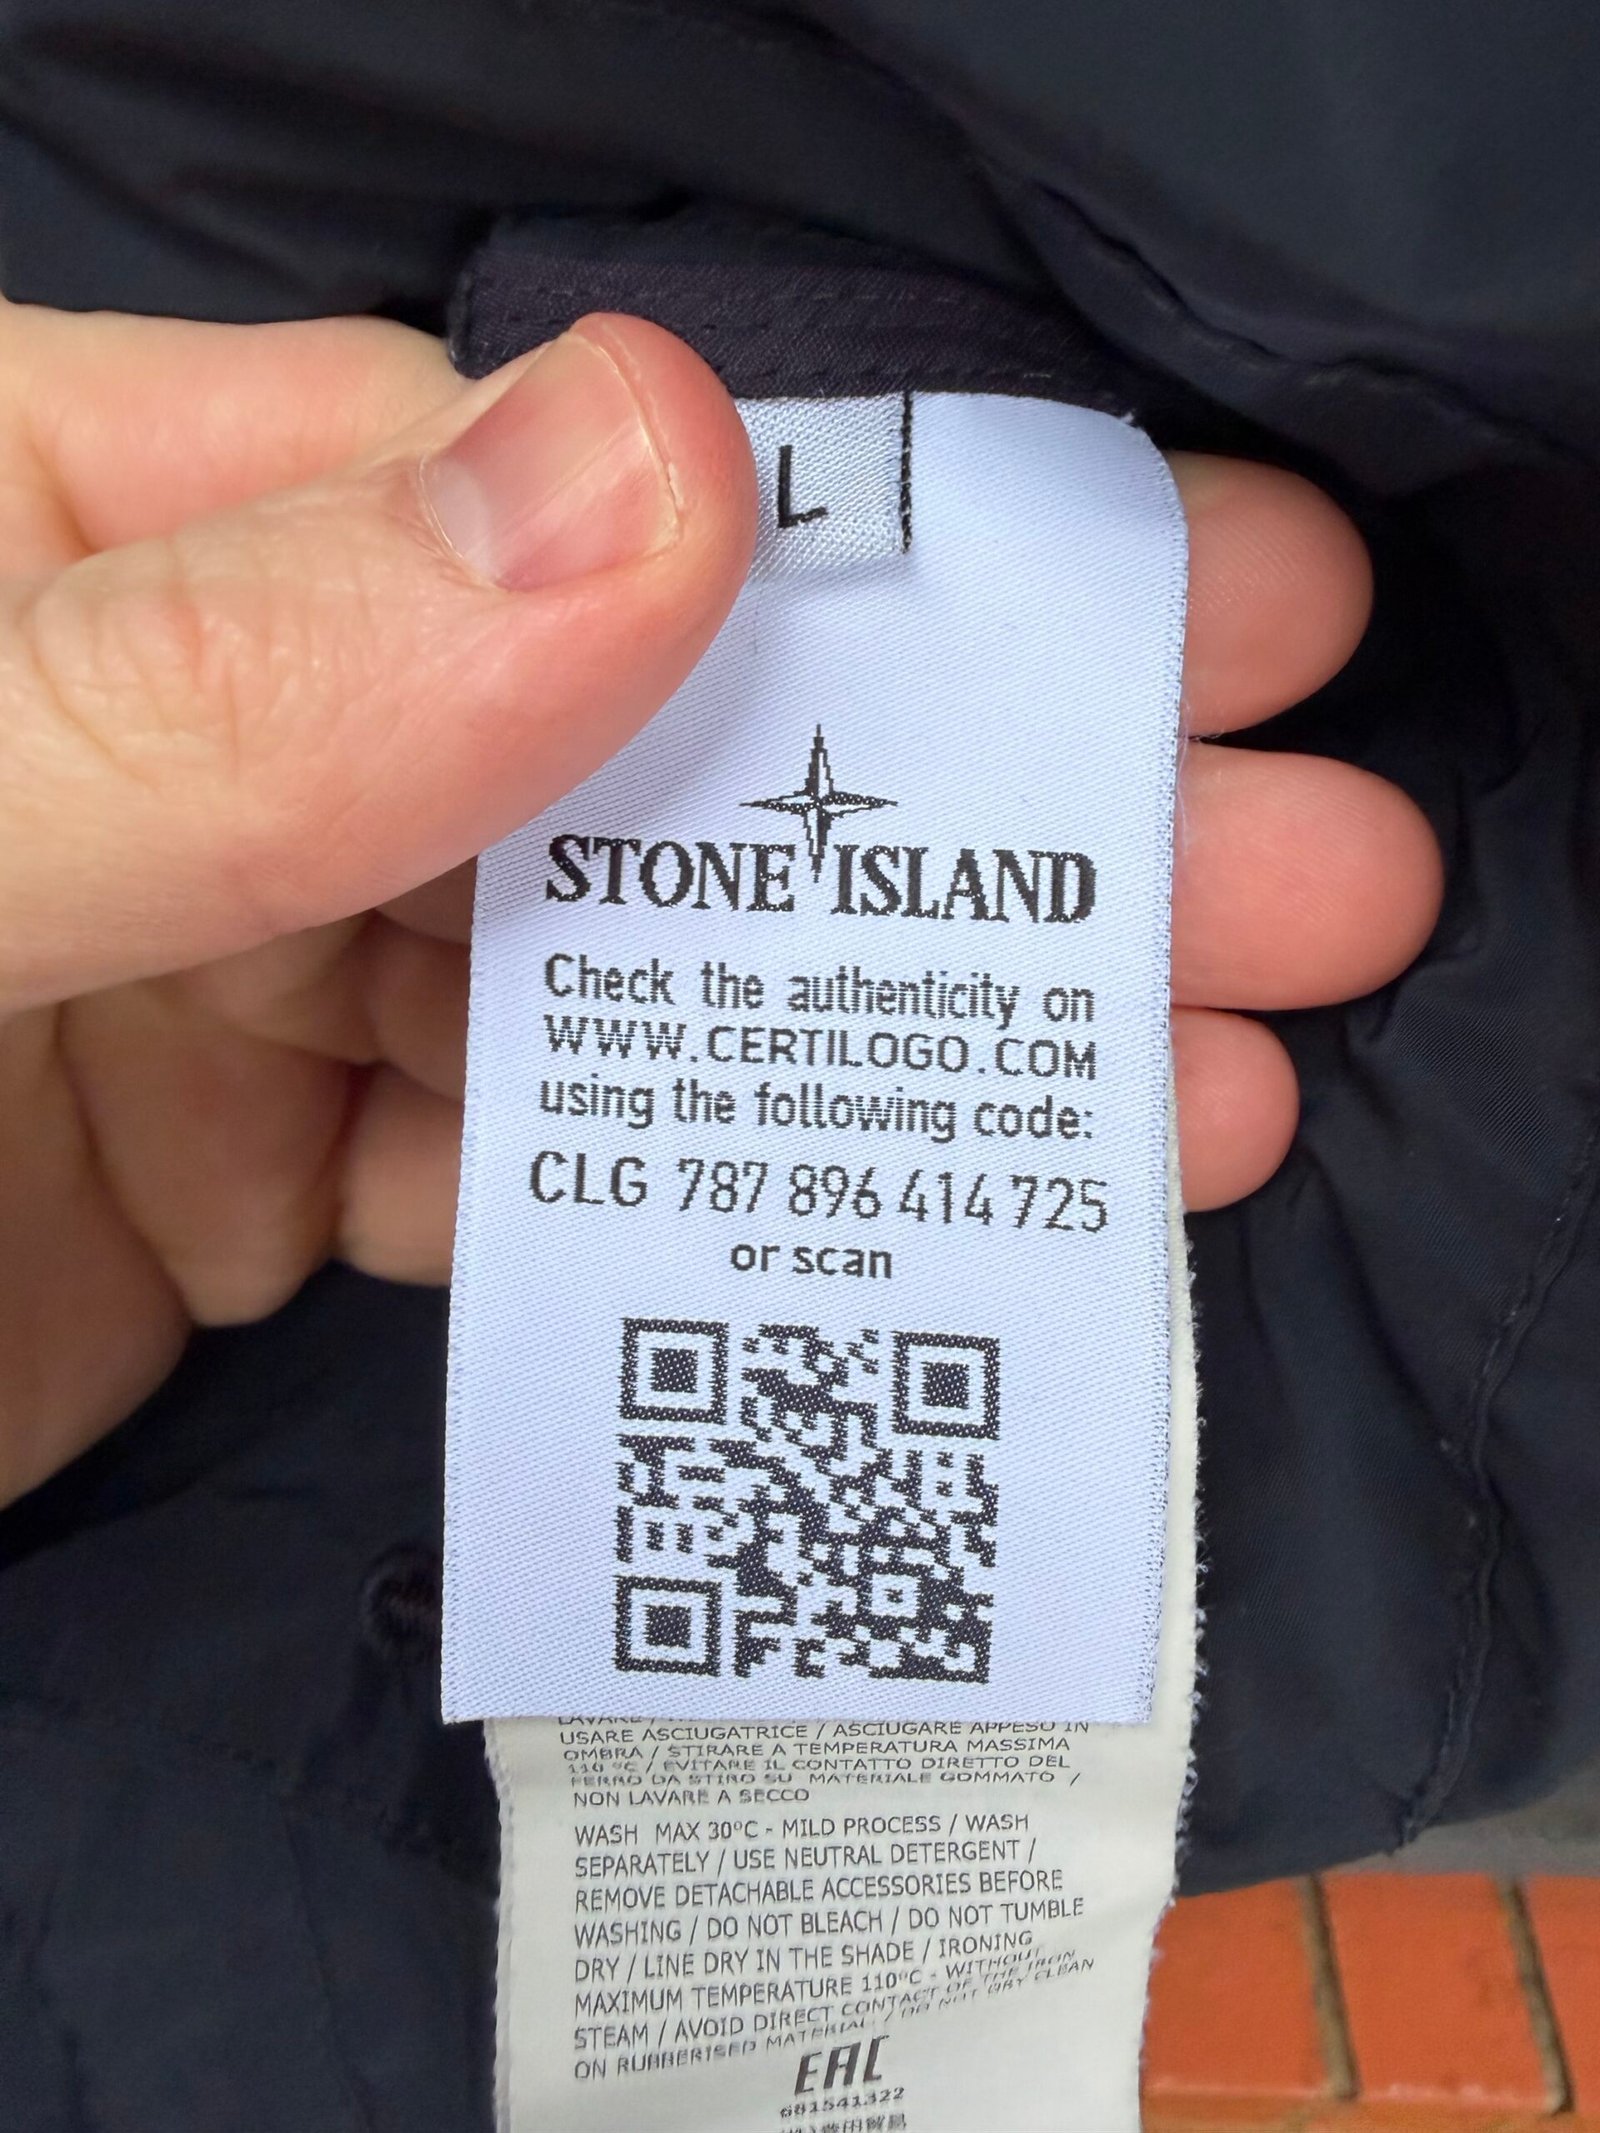 L
STONE ISLAND
Check the authenticity on
WWW.CERTILOGO.COM
using the following code:
CLG 787 896 414 725
or scan
USARE ASCIUGATRICE / ASCIUGARE APPESO IN
OMBRA / STIRARE A TEMPERATURA MASSIMA
110 °C / EVITARE IL CONTATTO DIRETTO DEL
FERRO DA STIRO SU MATERIALE GOMMATO /
NON LAVARE A SECCO
WASH MAX 30°C - MILD PROCESS / WASH
SEPARATELY / USE NEUTRAL DETERGENT /
REMOVE DETACHABLE ACCESSORIES BEFORE
WASHING / DO NOT BLEACH / DO NOT TUMBLE
DRY / LINE DRY IN THE SHADE / IRONING
MAXIMUM TEMPERATURE 110°C - WITHOUT
STEAM / AVOID DIRECT CONTACT OF THE IRON
ON RUBBERISED MATERIAL / DO NOT DRY CLEAN
EAC
681541322